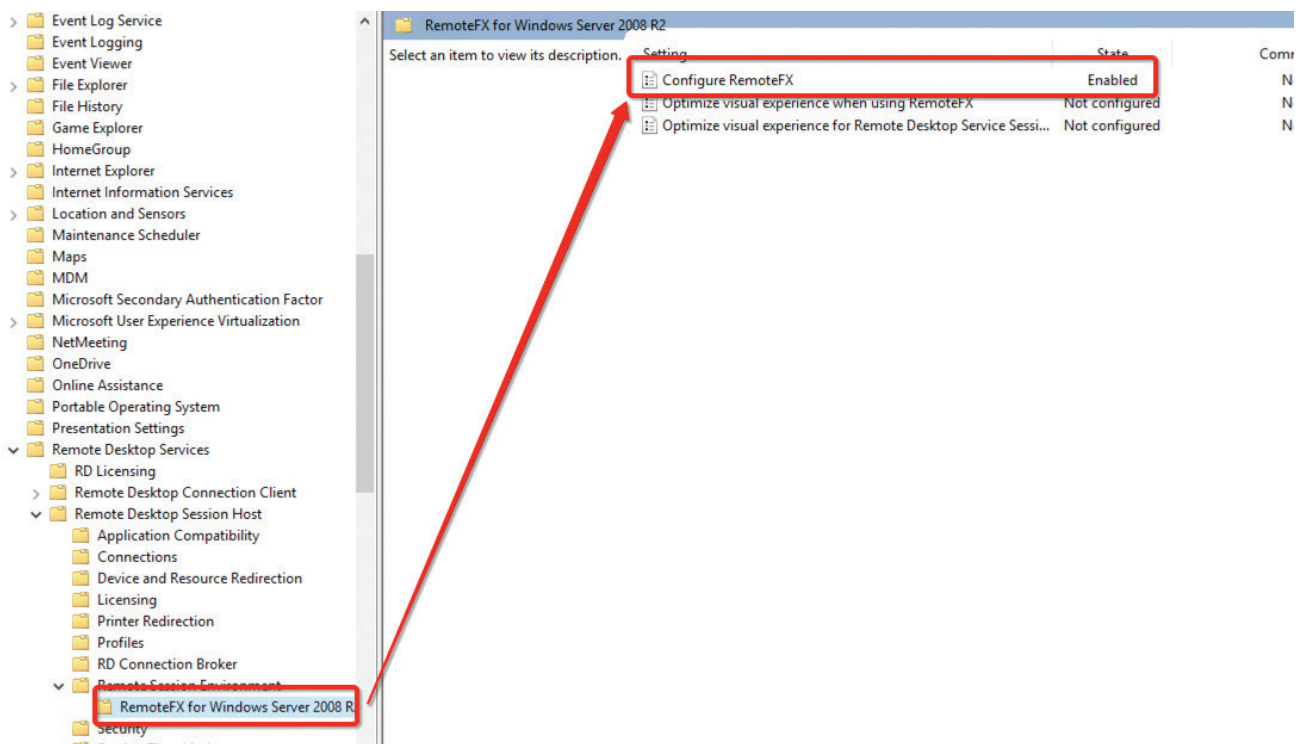 Event Log Service
Event Logging
Event Viewer
File Explorer
File History
Game Explorer
HomeGroup
Internet Explorer
Internet Information Services
Location and Sensors
Maintenance Scheduler
Maps
MDM
Microsoft Secondary Authentication Factor
Microsoft User Experience Virtualization
NetMeeting
OneDrive
Online Assistance
Portable Operating System
Presentation Settings
Remote Desktop Services
RD Licensing
Remote Desktop Connection Client
Remote Desktop Session Host
Application Compatibility
Connections
Device and Resource Redirection
Licensing
Printer Redirection
Profiles
RD Connection Broker
Remote Session Environment
RemoteFX for Windows Server 2008 R
Security
RemoteFX for Windows Server 2008 R2
Select an item to view its description. Setting State Comm
Configure RemoteFX Enabled N
Optimize visual experience when using RemoteFX Not configured N
Optimize visual experience for Remote Desktop Service Sessi... Not configured N